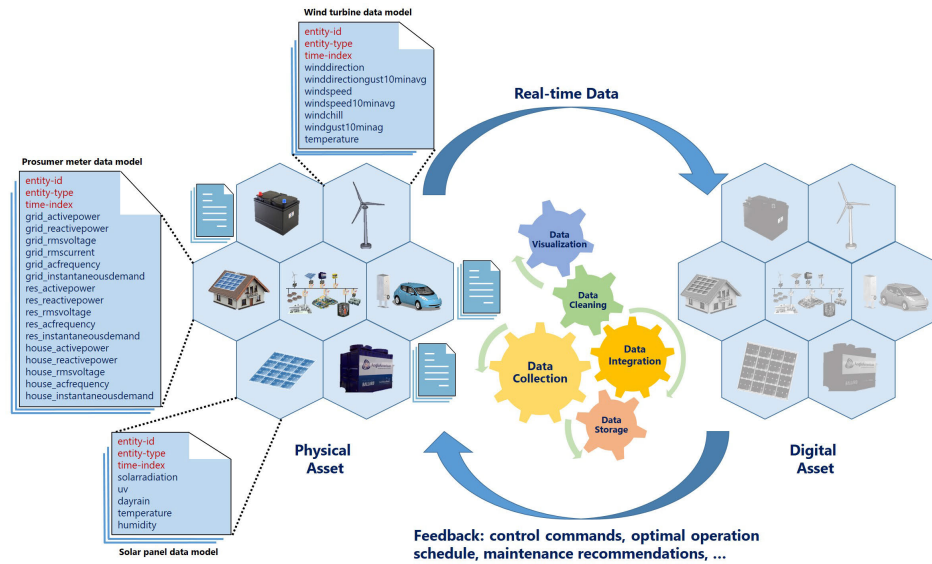 Wind turbine data model
entity-id
entity-type
time-index
winddirection
winddirectiongust10minavg
windspeed
windspeed10minavg
windchill
windgust10minag
temperature
Real-time Data
Prosumer meter data model
entity-id
entity-type
time-index
grid_activepower
grid_reactivepower
grid_rmsvoltage
grid_rmscurrent
grid_acfrequency
grid_instantaneousdemand
res_activepower
res_reactivepower
res_rmsvoltage
res_acfrequency
res_instantaneousdemand
house_activepower
house_reactivepower
house_rmsvoltage
house_acfrequency
house_instantaneousdemand
Data
Visualization
Data
Cleaning
Data
Integration
Data
Collection
Data
Storage
Physical
Asset
Digital
Asset
entity-id
entity-type
time-index
solarradiation
uv
dayrain
temperature
humidity
Solar panel data model
Feedback: control commands, optimal operation
schedule, maintenance recommendations, ...